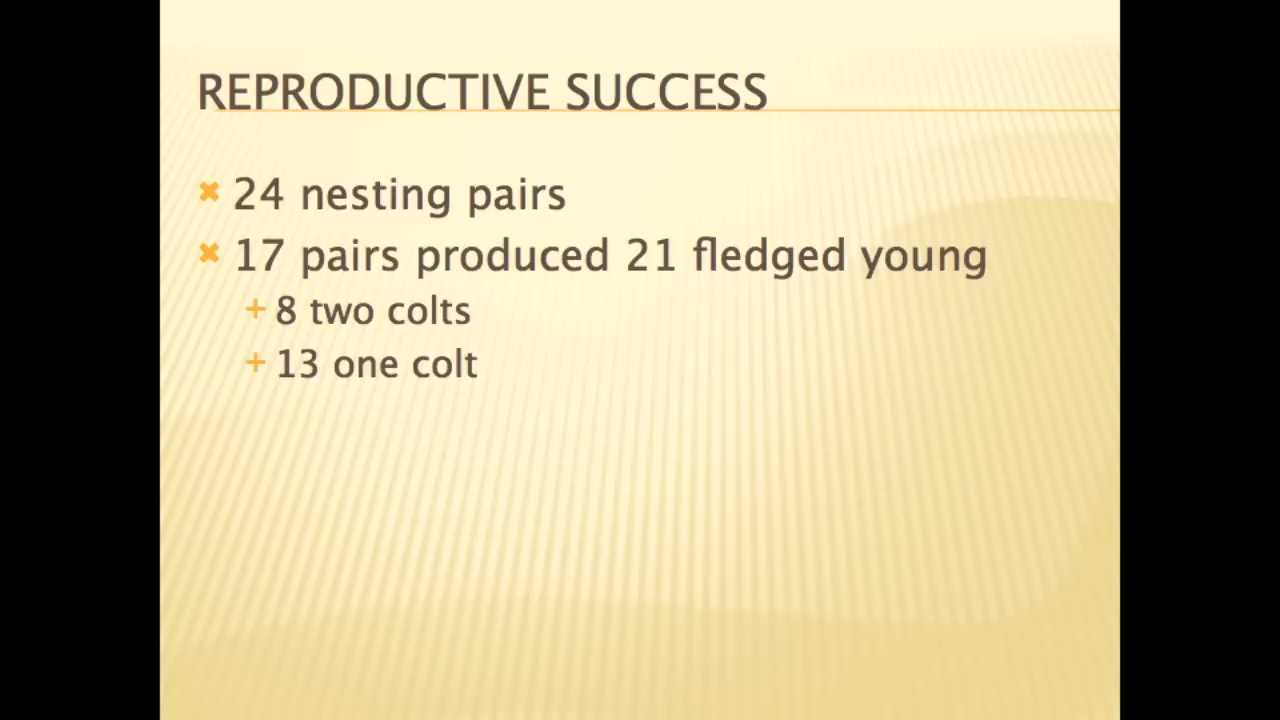 REPRODUCTIVE SUCCESS
24 nesting pairs
17 pairs produced 21 fledged young
8 two colts
13 one colt